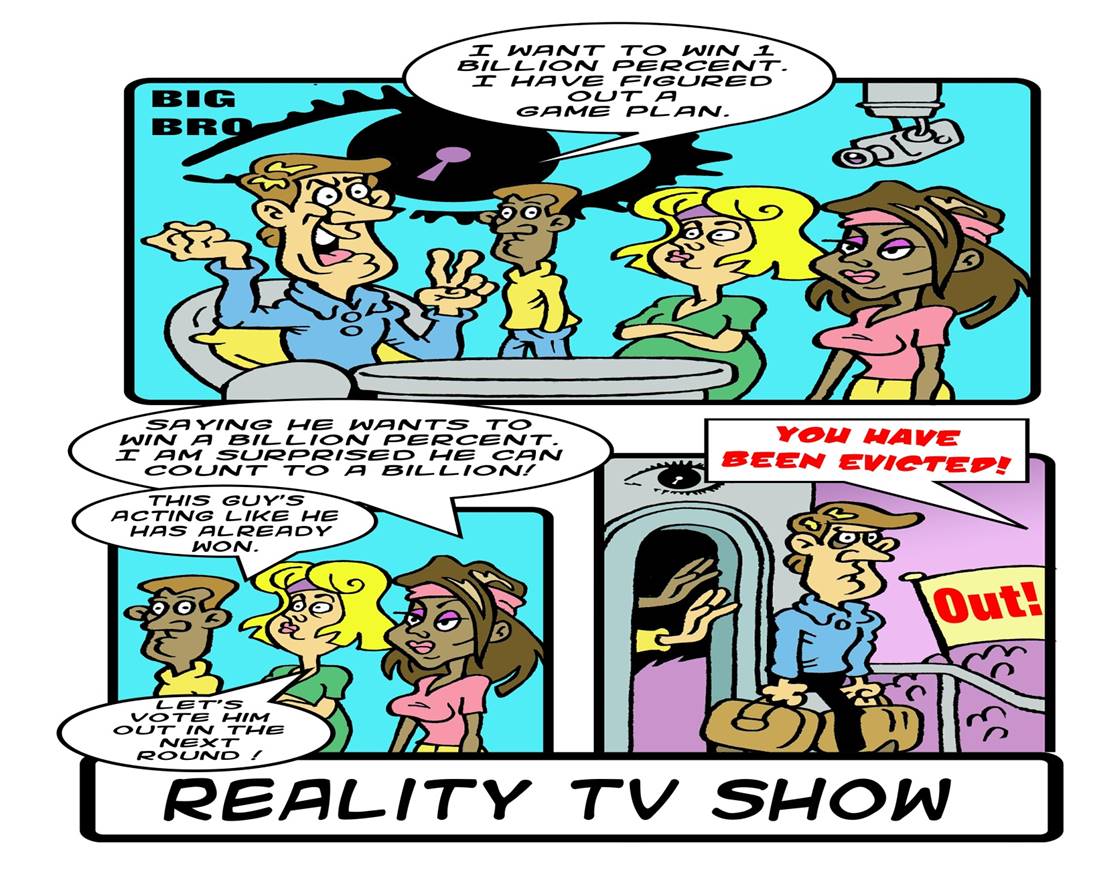 BIG
BRO
I WANT TO WIN 1
BILLION PERCENT.
I HAVE FIGURED
OUT A
GAME PLAN.
SAYING HE WANTS TO
WIN A BILLION PERCENT.
I AM SURPRISED HE CAN
COUNT TO A BILLION!
THIS GUY'S
ACTING LIKE HE
HAS ALREADY
WON.
LET'S
VOTE HIM
OUT IN THE
NEXT
ROUND !
YOU HAVE
BEEN EVICTED!
Out!
REALITY TV SHOW